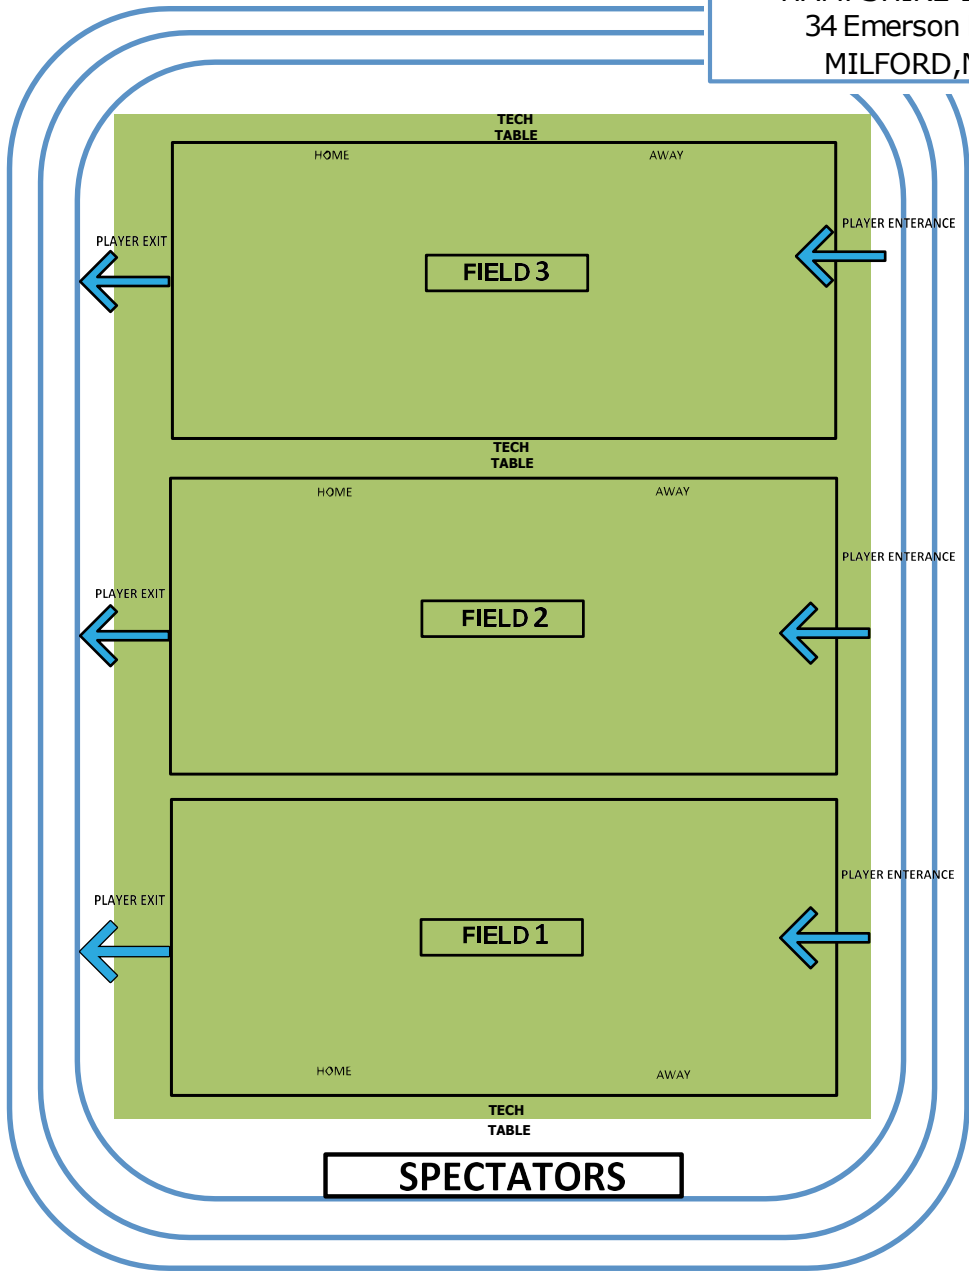 34 Emerson
MILFORD,
TECH
TABLE
HOME AWAY
PLAYER ENTERANCE
PLAYER EXIT
FIELD 3
TECH
TABLE
HOME AWAY
PLAYER ENTERANCE
PLAYER EXIT
FIELD 2
PLAYER ENTERANCE
PLAYER EXIT
FIELD 1
HOME AWAY
TECH
TABLE
SPECTATORS